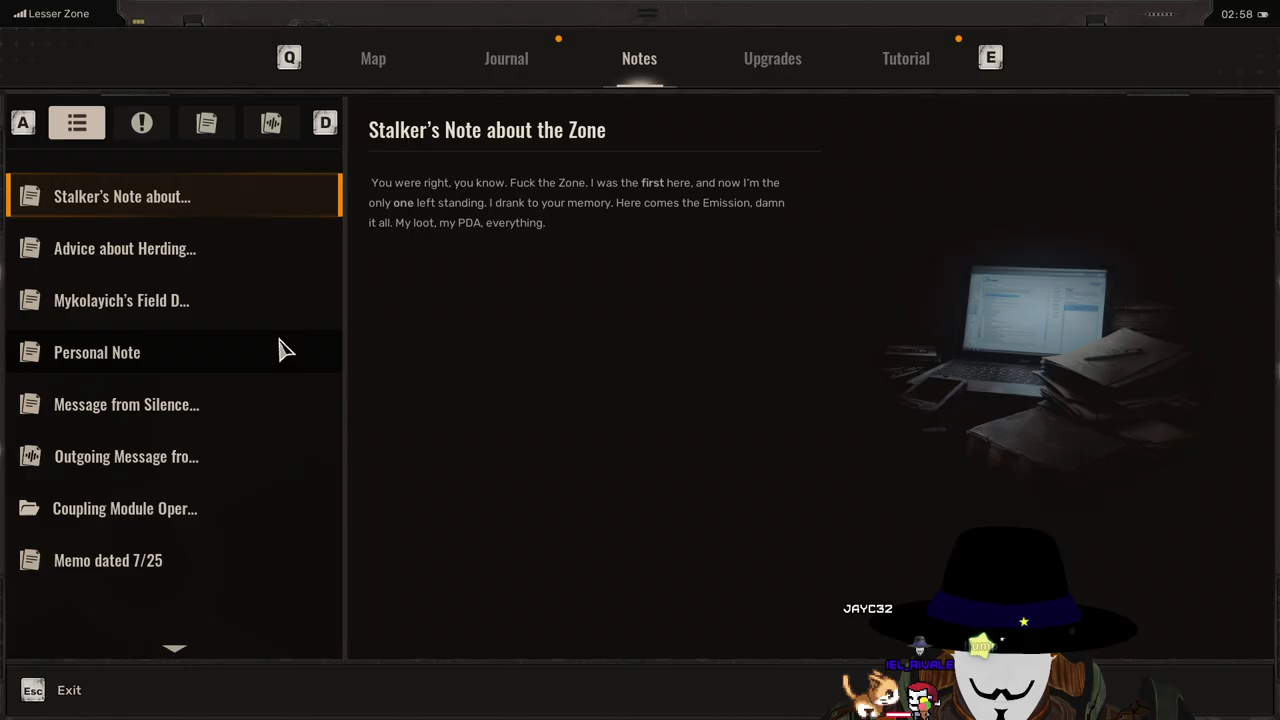 Lesser Zone
02:58
Q
Map
Journal
Notes
Upgrades
Tutorial
E
A
D
Stalker’s Note about...
Advice about Herding...
Mykolayich’s Field D...
Personal Note
Message from Silence...
Outgoing Message fro...
Coupling Module Oper...
Memo dated 7/25
Stalker’s Note about the Zone
You were right, you know. Fuck the Zone. I was the first here, and now I’m the
only one left standing. I drank to your memory. Here comes the Emission, damn
it all. My loot, my PDA, everything.
JAYC32
Esc
Exit